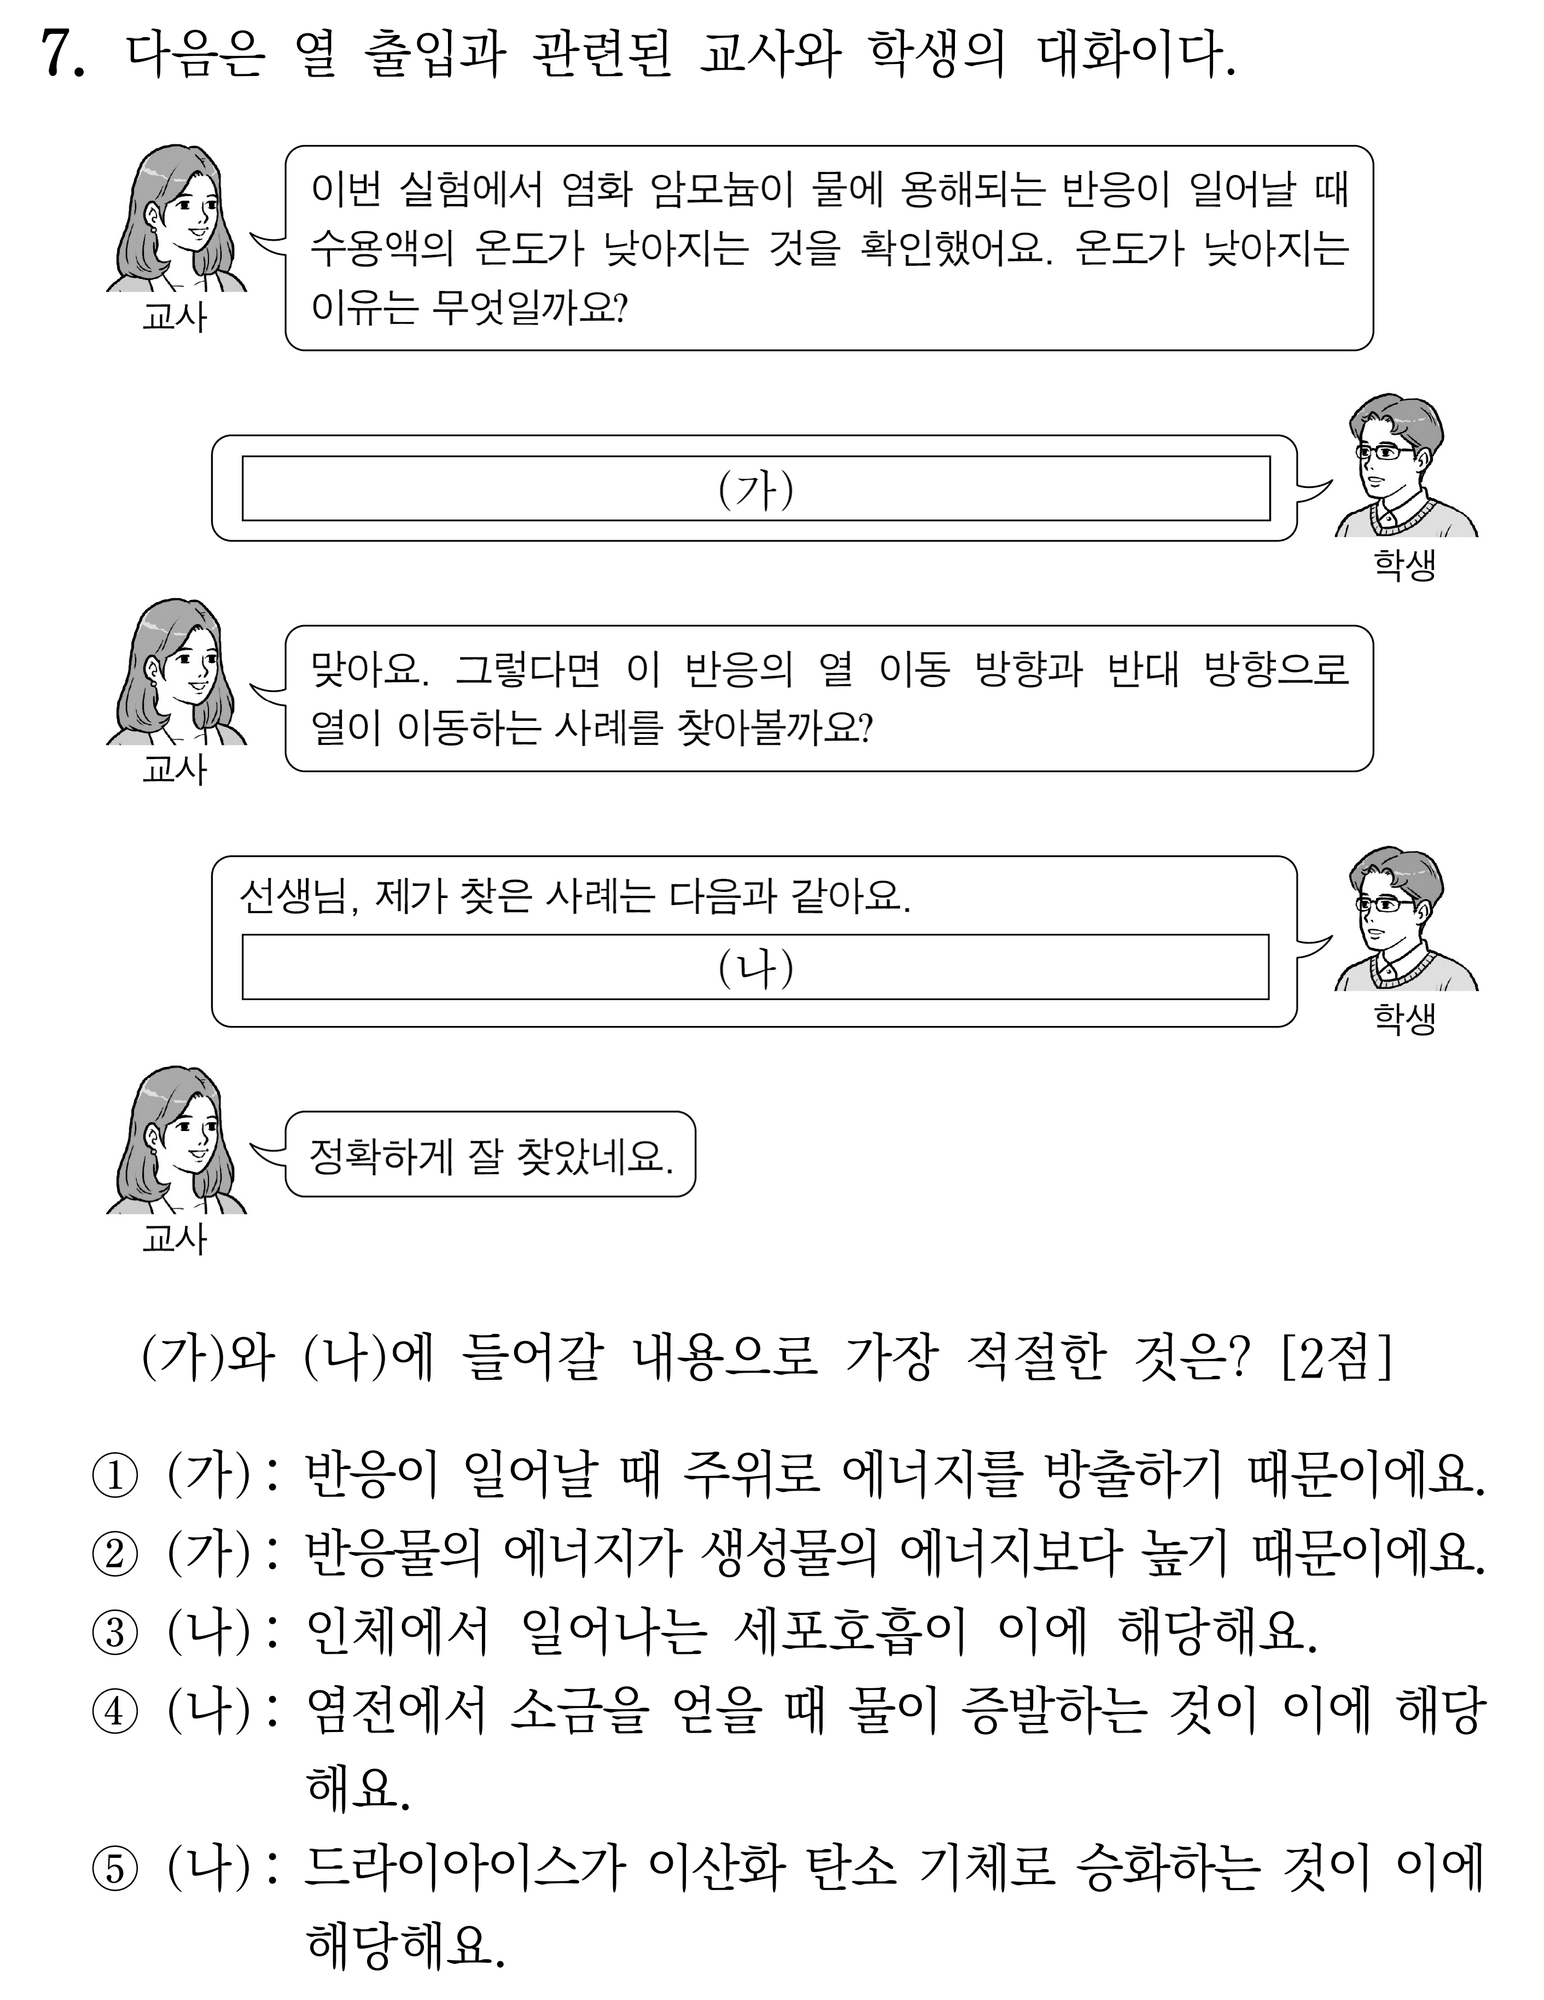 7. 다음은 열 출입과 관련된 교사와 학생의 대화이다.
이번 실험에서 염화 암모늄이 물에 용해되는 반응이 일어날 때
수용액의 온도가 낮아지는 것을 확인했어요. 온도가 낮아지는
이유는 무엇일까요?
교사
(가)
학생
맞아요. 그렇다면 이 반응의 열 이동 방향과 반대 방향으로
열이 이동하는 사례를 찾아볼까요?
교사
선생님, 제가 찾은 사례는 다음과 같아요.
(나)
학생
정확하게 잘 찾았네요.
교사
(가)와 (나)에 들어갈 내용으로 가장 적절한 것은? [2점]
① (가): 반응이 일어날 때 주위로 에너지를 방출하기 때문이에요.
② (가): 반응물의 에너지가 생성물의 에너지보다 높기 때문이에요.
③ (나): 인체에서 일어나는 세포호흡이 이에 해당해요.
④ (나): 염전에서 소금을 얻을 때 물이 증발하는 것이 이에 해당
해요.
⑤ (나): 드라이아이스가 이산화 탄소 기체로 승화하는 것이 이에
해당해요.